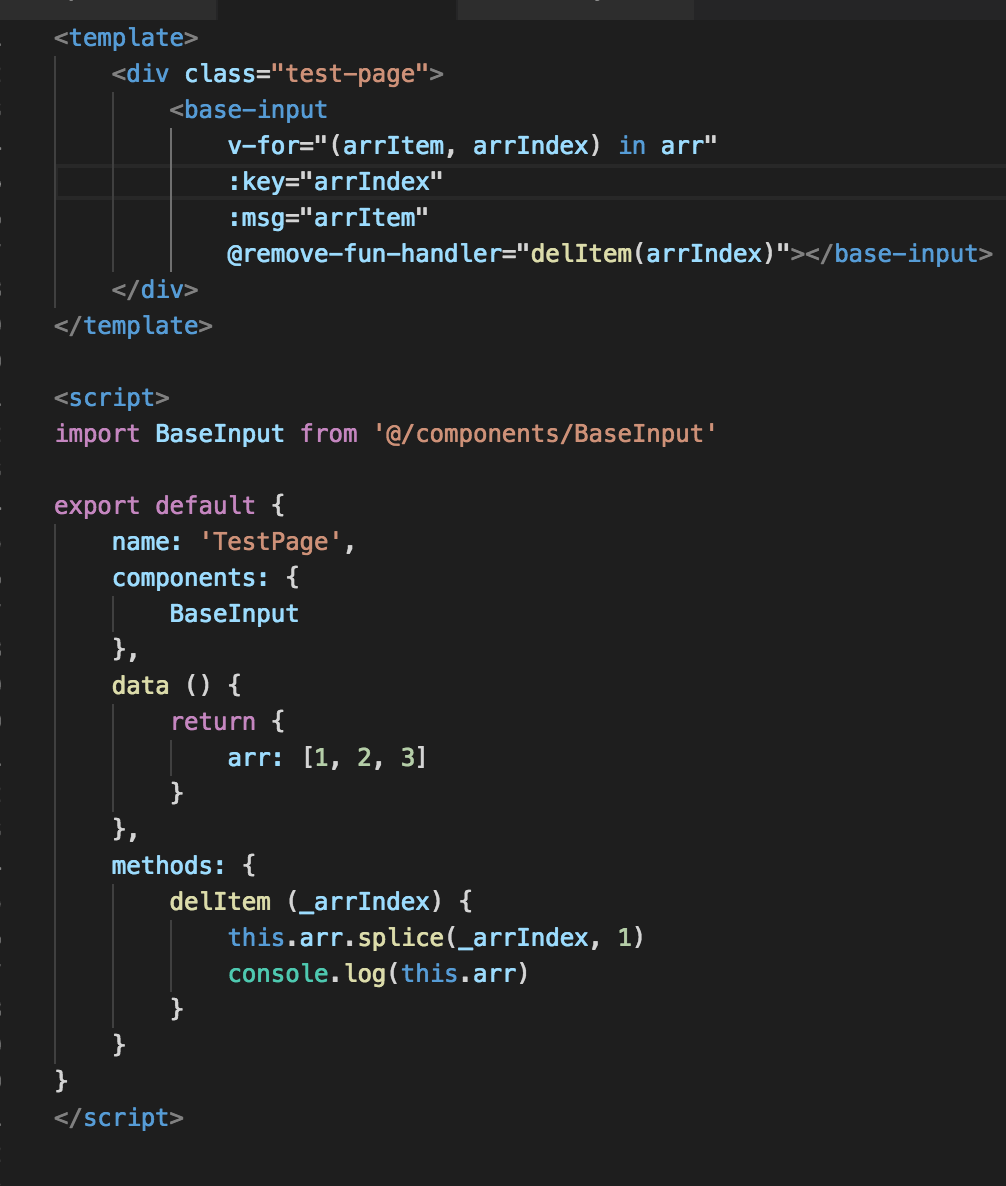 <template>
<div class="test-page">
<base-input
v-for="(arrItem, arrIndex) in arr"
:key="arrIndex"
:msg="arrItem"
@remove-fun-handler="delItem(arrIndex)"></base-input>
</div>
</template>
<script>
import BaseInput from '@/components/BaseInput'
export default {
name: 'TestPage',
components: {
BaseInput
},
data () {
return {
arr: [1, 2, 3]
}
},
methods: {
delItem (_arrIndex) {
this.arr.splice(_arrIndex, 1)
console.log(this.arr)
}
}
}
</script>